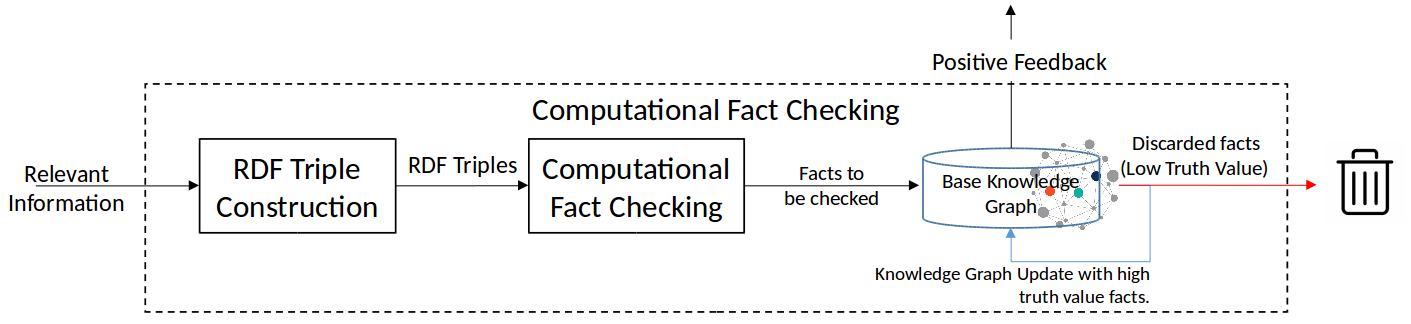 Positive Feedback
Computational Fact Checking
Relevant
Information
RDF Triple
Construction
RDF Triples
Computational
Fact Checking
Facts to
be checked
Base Knowledge
Graph
Discarded facts
(Low Truth Value)
Knowledge Graph Update with high
truth value facts.